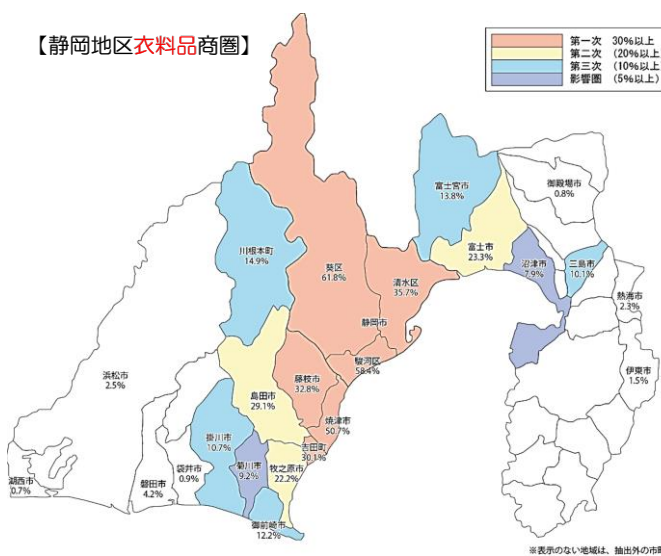 【静岡地区衣料品商圏】
第一次 30%以上
第二次 (20%以上
第三次 (10%以上
影響圏 (5%以上)
富士宮市
13.8%
御殿場市
0.8%
川根本町
14.9%
葵区
61.8%
清水区
35.7%
富士市
23.3%
沼津市
7.9%
三島市
10.1%
熱海市
2.3%
静岡市
駿河区
58.4%
浜松市
2.5%
島田市
29.1%
藤枝市
32.8%
伊東市
1.5%
焼津市
50.7%
掛川市
10.7%
吉田町
30.1%
菊川市
9.2%
牧之原市
22.2%
袋井市
0.9%
磐田市
4.2%
湖西市
0.7%
御前崎市
12.2%
※表示のない地域は、抽出外の市町